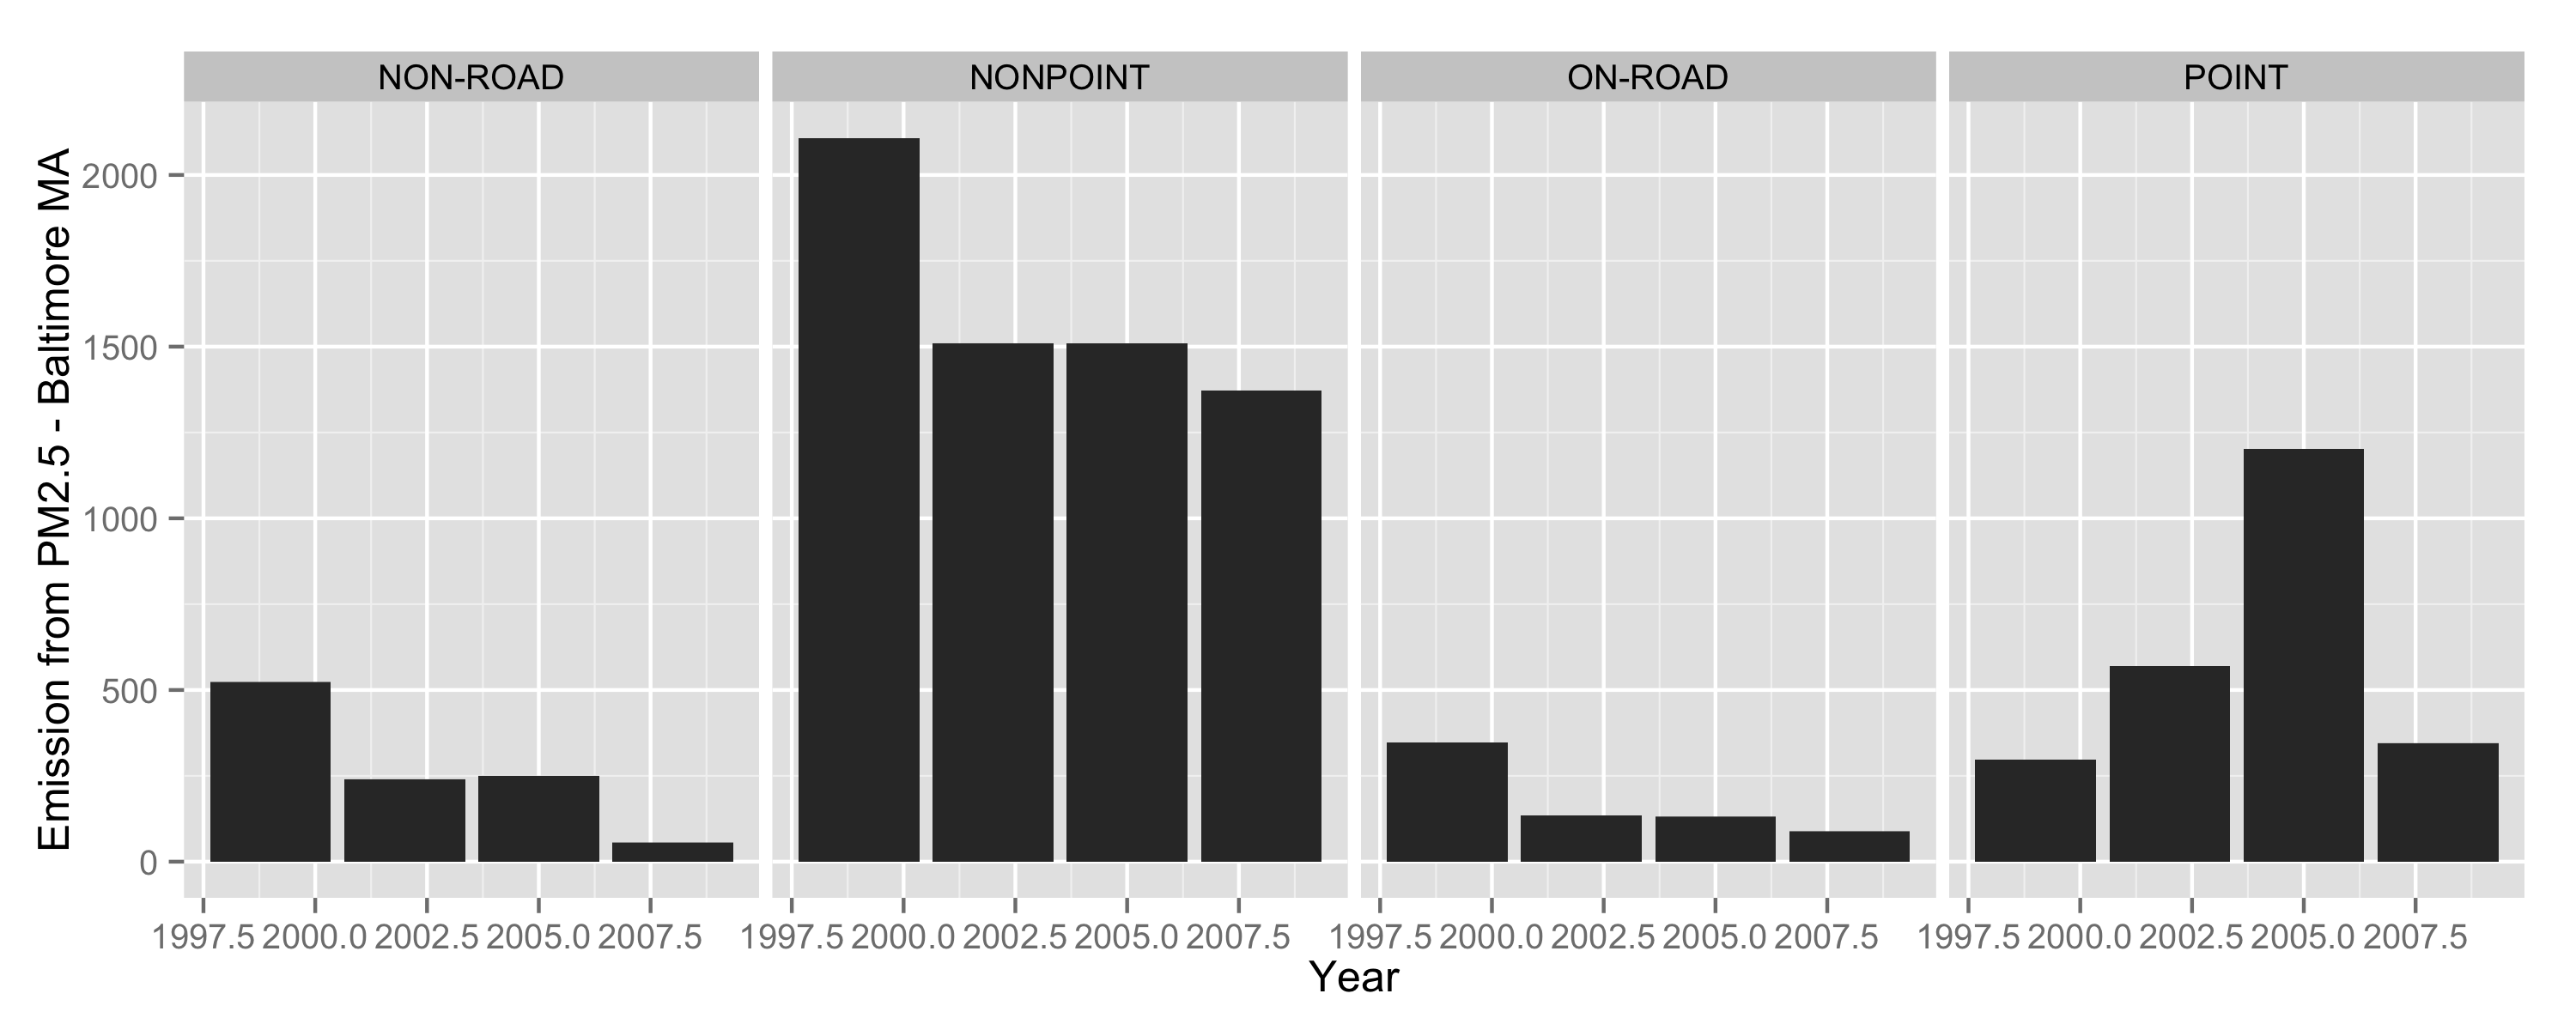 NON-ROAD NONPOINT ON-ROAD POINT
Emission from PM2.5 - Baltimore MA
2000
1500
1000
500
0
1997.5 2000.0 2002.5 2005.0 2007.5 1997.5 2000.0 2002.5 2005.0 2007.5 1997.5 2000.0 2002.5 2005.0 2007.5 1997.5 2000.0 2002.5 2005.0 2007.5
Year